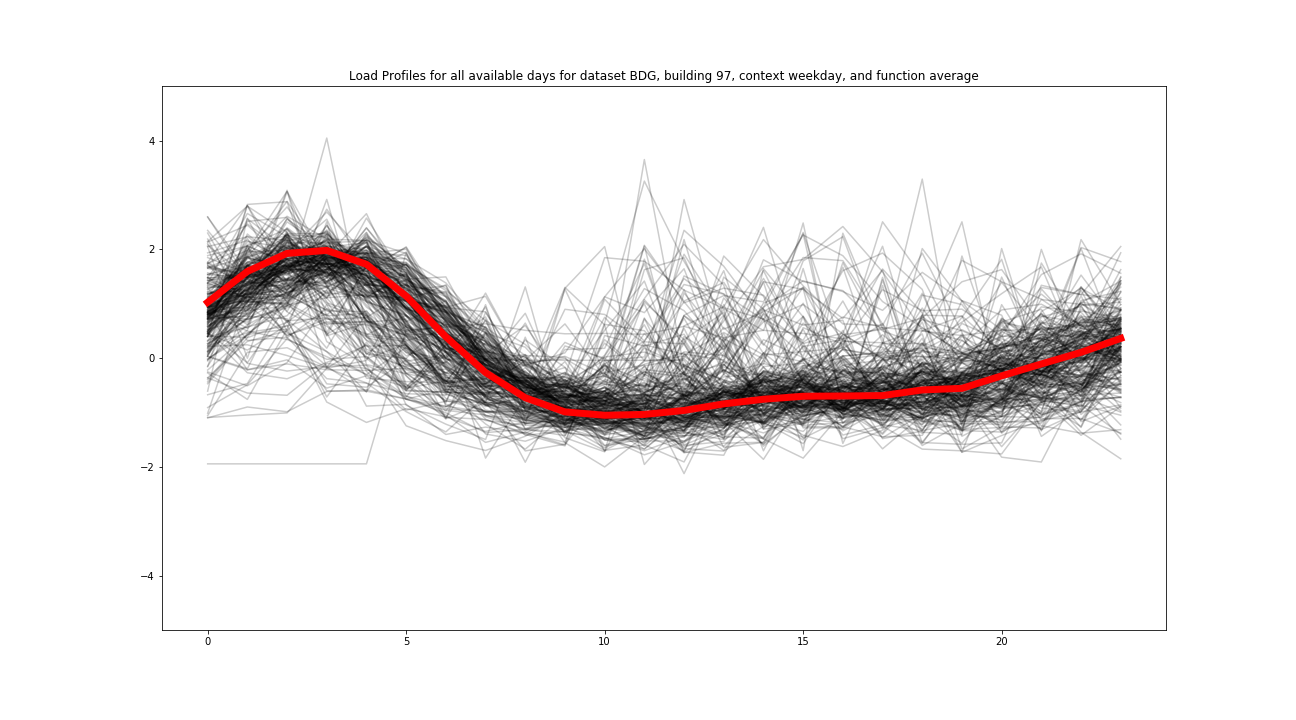 Load Profiles for all available days for dataset BDG, building 97, context weekday, and function average
4
2
0
−2
−4
0 5 10 15 20